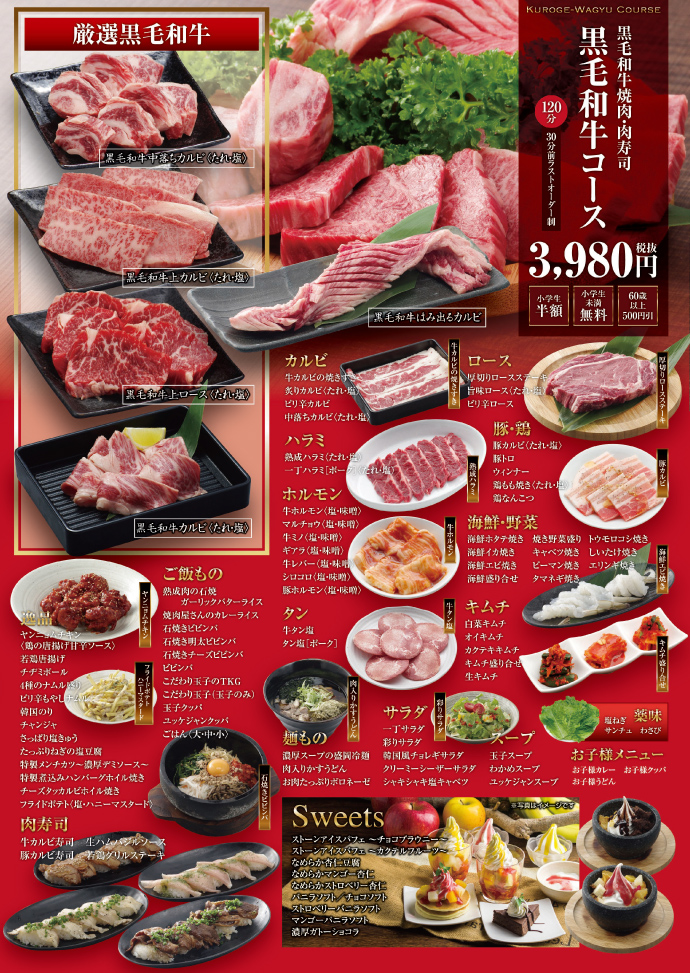 KUROGE-WAGYU COURSE
黒毛和牛焼肉・肉寿司
黒毛和牛コース
120分
30分前ラストオーダー制
3,980円
税抜
小学生
半額
小学生
未満
無料
60歳
以上
500円引
厳選黒毛和牛
黒毛和牛中落ちカルビ〈たれ・塩〉
黒毛和牛上カルビ〈たれ・塩〉
黒毛和牛上ロース〈たれ・塩〉
黒毛和牛カルビ〈たれ・塩〉
黒毛和牛はみ出るカルビ
カルビ
牛カルビの焼きすき
炙りカルビ〈たれ・塩〉
ピリ辛カルビ
中落ちカルビ〈たれ・塩〉
牛カルビの焼きすき
ロース
厚切りロースステーキ
旨味ロース〈たれ・塩〉
ピリ辛ロース
厚切りロースステーキ
ハラミ
熟成ハラミ〈たれ・塩〉
一丁ハラミ［ポーク］〈たれ・塩〉
熟成ハラミ
豚・鶏
豚カルビ〈たれ・塩〉
豚トロ
ウィンナー
鶏もも焼き〈たれ・塩〉
鶏なんこつ
豚カルビ
ホルモン
牛ホルモン〈塩・味噌〉
マルチョウ〈塩・味噌〉
牛ミノ〈塩・味噌〉
ギアラ〈塩・味噌〉
牛レバー〈塩・味噌〉
シロコロ〈塩・味噌〉
豚ホルモン〈塩・味噌〉
牛ホルモン
海鮮・野菜
海鮮ホタテ焼き 焼き野菜盛り トウモロコシ焼き
海鮮イカ焼き キャベツ焼き しいたけ焼き
海鮮エビ焼き ピーマン焼き エリンギ焼き
海鮮盛り合せ タマネギ焼き
海鮮エビ焼き
タン
牛タン塩
タン塩［ポーク］
牛タン塩
キムチ
白菜キムチ
オイキムチ
カクテキキムチ
キムチ盛り合せ
生キムチ
キムチ盛り合せ
逸品
ヤンニョムチキン
〈鶏の唐揚げ甘辛ソース〉
若鶏唐揚げ
チヂミボール
4種のナムル盛り
ピリ辛もやしナムル
韓国のり
チャンジャ
さっぱり塩きゅう
たっぷりねぎの塩豆腐
特製メンチカツ〜濃厚デミソース〜
特製煮込みハンバーグホイル焼き
チーズタッカルビホイル焼き
フライドポテト〈塩・ハニーマスタード〉
ヤンニョムチキン
フライドポテト
ハニーマスタード
ご飯もの
熟成肉の石焼
ガーリックバターライス
焼肉屋さんのカレーライス
石焼きビビンバ
石焼き明太ビビンバ
石焼きチーズビビンバ
ビビンバ
こだわり玉子のTKG
こだわり玉子〈玉子のみ〉
玉子クッパ
ユッケジャンクッパ
ごはん〈大・中・小〉
石焼きビビンバ
肉入りかすうどん
麺もの
濃厚スープの盛岡冷麺
肉入りかすうどん
お肉たっぷりボロネーゼ
サラダ
一丁サラダ
彩りサラダ
韓国風チョレギサラダ
クリーミーシーザーサラダ
シャキシャキ塩キャベツ
彩りサラダ
スープ
玉子スープ
わかめスープ
ユッケジャンスープ
薬味
塩ねぎ
サンチュ わさび
お子様メニュー
お子様カレー お子様クッパ
お子様うどん
肉寿司
牛カルビ寿司 生ハムバジルソース
豚カルビ寿司 若鶏グリルステーキ
Sweets
※写真はイメージです
ストーンアイスパフェ 〜チョコブラウニー〜
ストーンアイスパフェ 〜カクテルフルーツ〜
なめらか杏仁豆腐
なめらかマンゴー杏仁
なめらかストロベリー杏仁
バニラソフト／チョコソフト
ストロベリーバニラソフト
マンゴーバニラソフト
濃厚ガトーショコラ